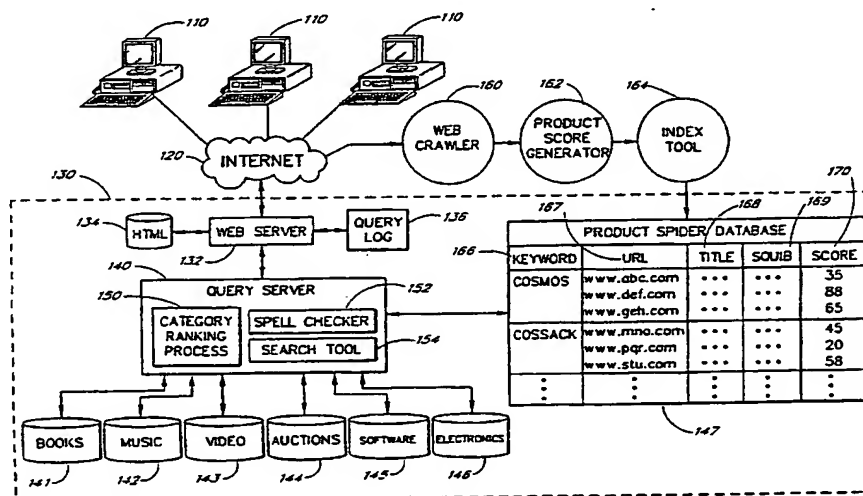 110
110
110
160
162
164
WEB CRAWLER
PRODUCT SCORE GENERATOR
INDEX TOOL
120
INTERNET
130
170
134
HTML
WEB SERVER
132
QUERY LOG
136
167
168
169
166
PRODUCT SPIDER DATABASE
KEYWORD URL TITLE SQUIB SCORE
COSMOS www.abc.com ••• ••• 35
www.def.com ••• ••• 88
www.geh.com ••• ••• 65
COSSACK www.mno.com ••• ••• 45
www.pqr.com ••• ••• 20
www.stu.com ••• ••• 58
147
140
QUERY SERVER
150
152
CATEGORY RANKING PROCESS
SPELL CHECKER
SEARCH TOOL
154
BOOKS
MUSIC
VIDEO
AUCTIONS
SOFTWARE
ELECTRONICS
141
142
143
144
145
146